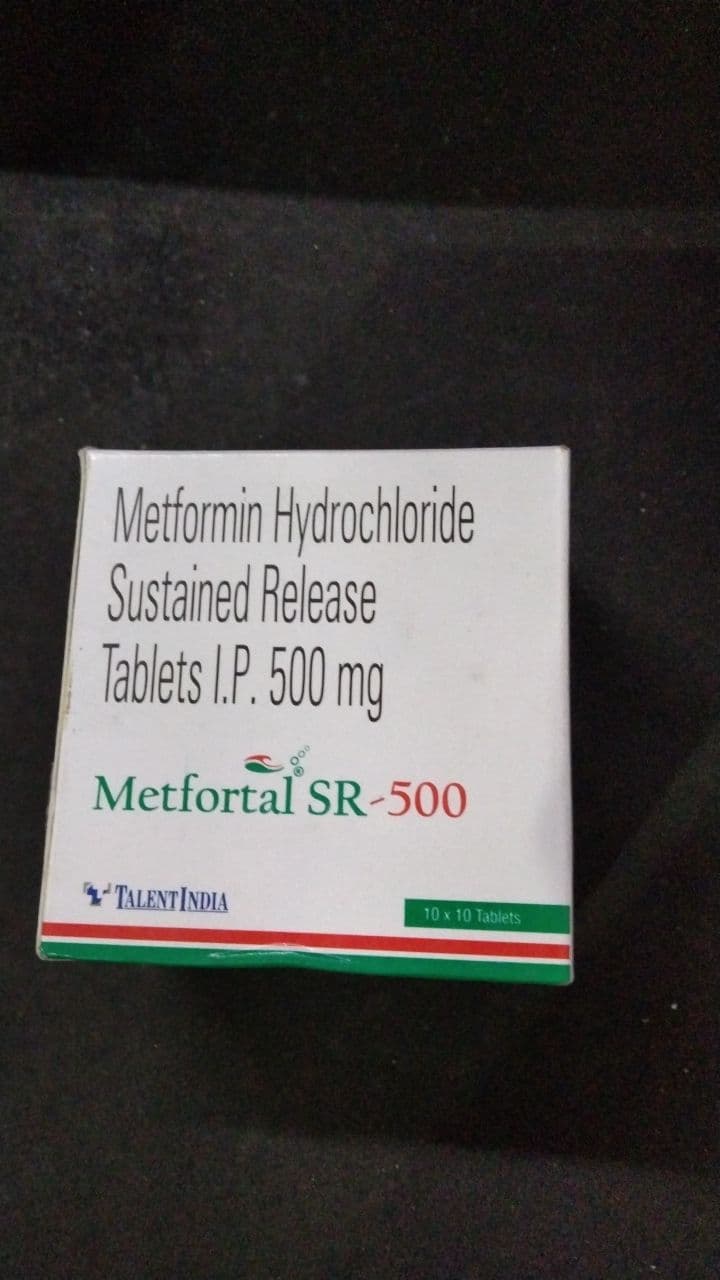 Metformin Hydrochloride
Sustained Release
Tablets I.P. 500 mg
Metfortal® SR-500
TALENT INDIA
10 x 10 Tablets